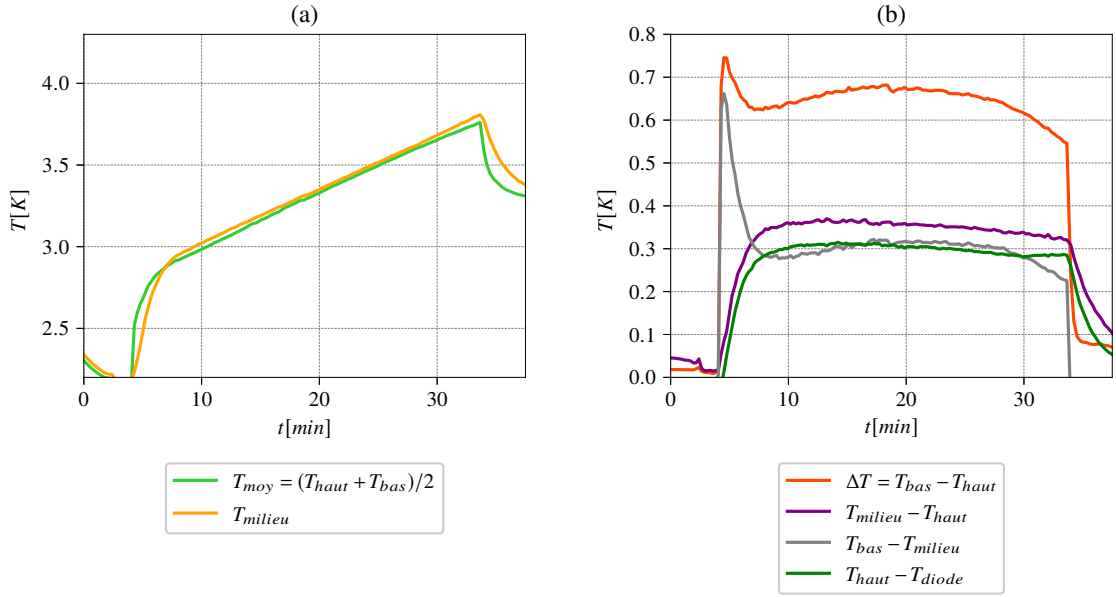 (a)
4.0
3.5
3.0
2.5
T[K]
0 10 20 30
t[min]
T_moy = (T_haut + T_bas)/2
T_milieu
(b)
0.8
0.7
0.6
0.5
0.4
0.3
0.2
0.1
0.0
T[K]
0 10 20 30
t[min]
ΔT = T_bas − T_haut
T_milieu − T_haut
T_bas − T_milieu
T_haut − T_diode